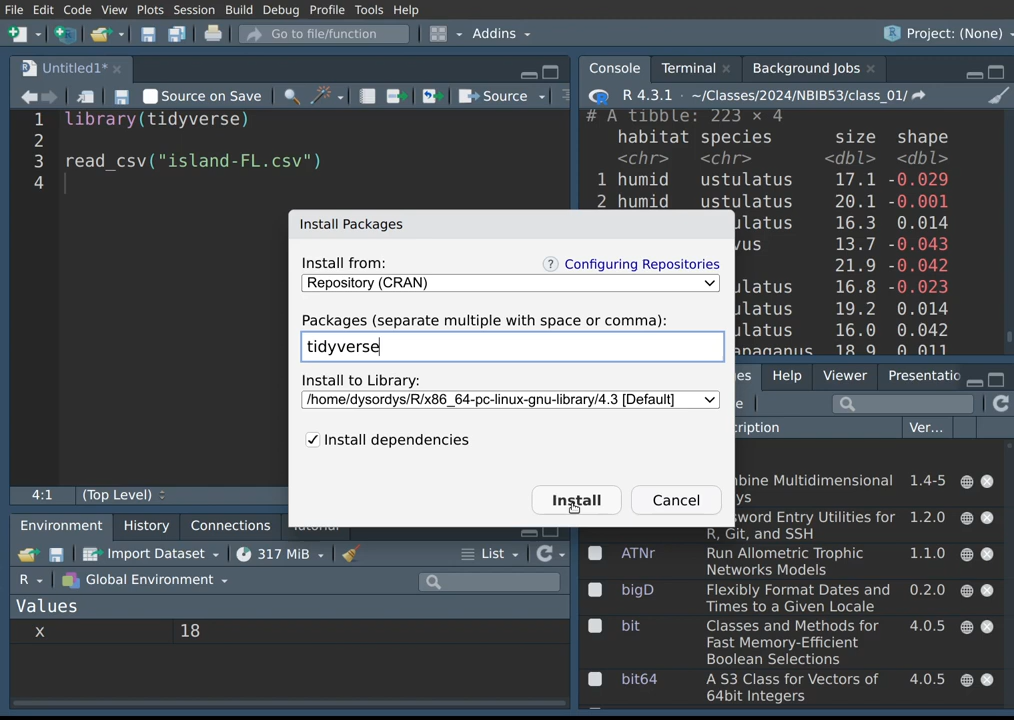 File Edit Code View Plots Session Build Debug Profile Tools Help
Go to file/function Addins Project: (None)
Untitled1*
Source on Save Source
1 library(tidyverse)
2
3 read_csv("island-FL.csv")
4
4:1 (Top Level)
Console Terminal Background Jobs
R 4.3.1 · ~/Classes/2024/NBIB53/class_01/
# A tibble: 223 × 4
habitat species size shape
<chr> <chr> <dbl> <dbl>
1 humid ustulatus 17.1 -0.029
2 humid ustulatus 20.1 -0.001
ulatus 16.3 0.014
vus 13.7 -0.043
21.9 -0.042
ulatus 16.8 -0.023
ulatus 19.2 0.014
ulatus 16.0 0.042
apaganus 18.9 0.011
Install Packages
Install from: ? Configuring Repositories
Repository (CRAN)
Packages (separate multiple with space or comma):
tidyverse
Install to Library:
/home/dysordys/R/x86_64-pc-linux-gnu-library/4.3 [Default]
Install dependencies
Install Cancel
Environment History Connections
Import Dataset 317 MiB List
R Global Environment
Values
x 18
es Help Viewer Presentatio
e
cription Ver...
bine Multidimensional 1.4-5
ys
sword Entry Utilities for 1.2.0
R, Git, and SSH
ATNr Run Allometric Trophic 1.1.0
Networks Models
bigD Flexibly Format Dates and 0.2.0
Times to a Given Locale
bit Classes and Methods for 4.0.5
Fast Memory-Efficient
Boolean Selections
bit64 A S3 Class for Vectors of 4.0.5
64bit Integers